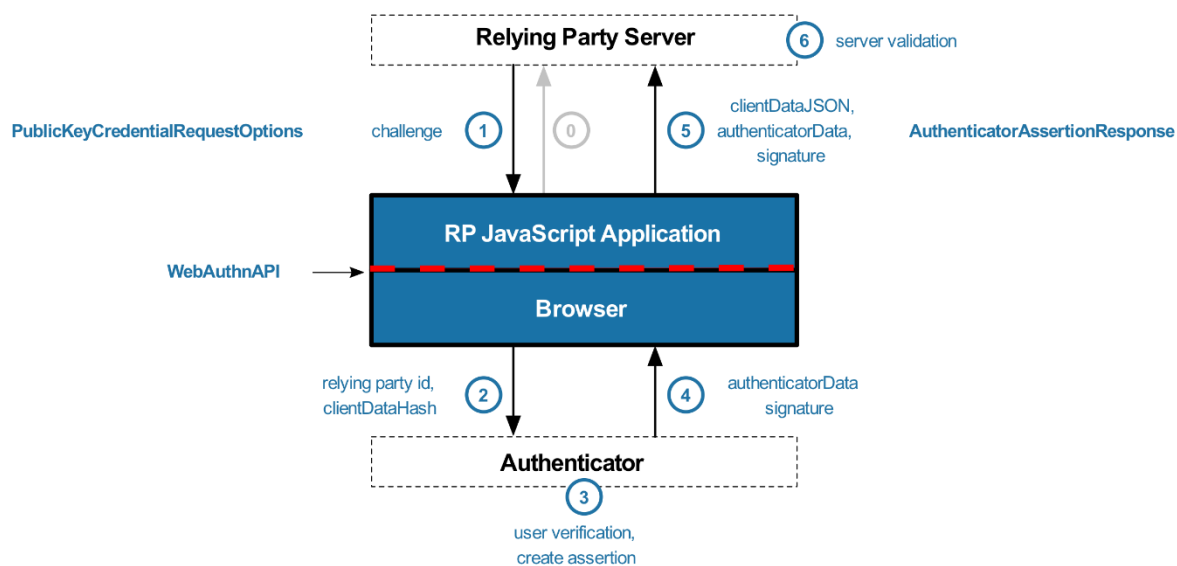 Relying Party Server
6
server validation
PublicKeyCredentialRequestOptions
challenge
1
0
5
clientDataJSON,
authenticatorData,
signature
AuthenticatorAssertionResponse
RP JavaScript Application
WebAuthnAPI
Browser
relying party id,
clientDataHash
2
4
authenticatorData
signature
Authenticator
3
user verification,
create assertion